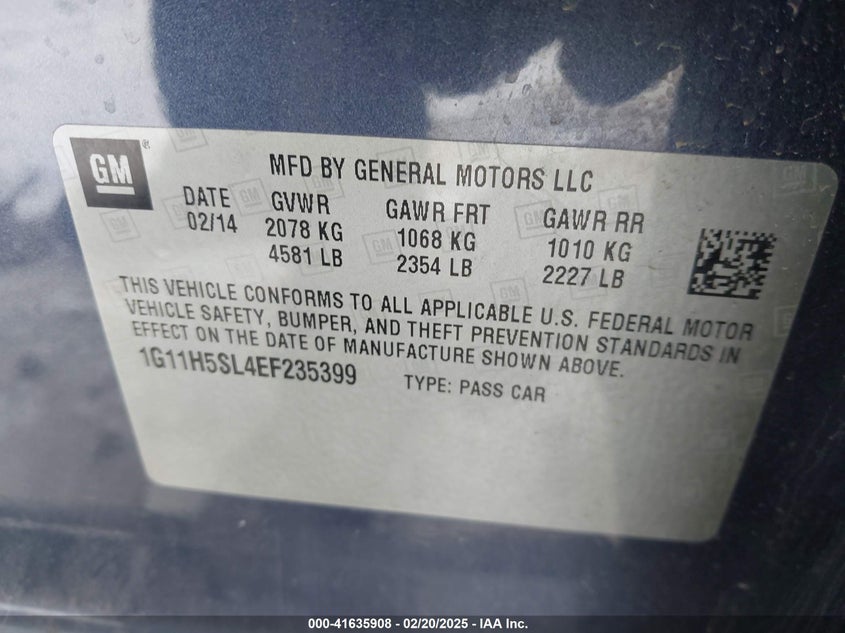 GM
MFD BY GENERAL MOTORS LLC
DATE GVWR GAWR FRT GAWR RR
02/14 2078 KG 1068 KG 1010 KG
4581 LB 2354 LB 2227 LB
THIS VEHICLE CONFORMS TO ALL APPLICABLE U.S. FEDERAL MOTOR
VEHICLE SAFETY, BUMPER, AND THEFT PREVENTION STANDARDS IN
EFFECT ON THE DATE OF MANUFACTURE SHOWN ABOVE.
1G11H5SL4EF235399 TYPE: PASS CAR
000-41635908 - 02/20/2025 - IAA Inc.